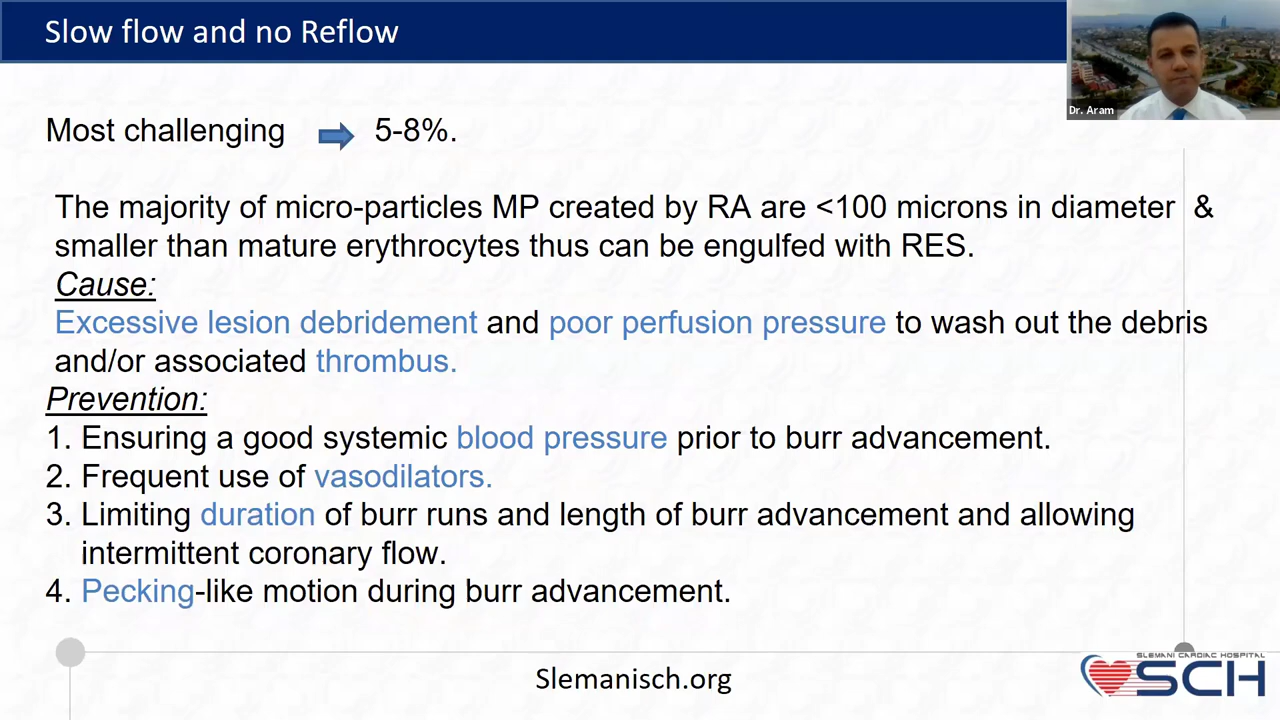 Slow flow and no Reflow
Dr. Aram
Most challenging 5-8%.
The majority of micro-particles MP created by RA are <100 microns in diameter &
smaller than mature erythrocytes thus can be engulfed with RES.
Cause:
Excessive lesion debridement and poor perfusion pressure to wash out the debris
and/or associated thrombus.
Prevention:
1. Ensuring a good systemic blood pressure prior to burr advancement.
2. Frequent use of vasodilators.
3. Limiting duration of burr runs and length of burr advancement and allowing
intermittent coronary flow.
4. Pecking-like motion during burr advancement.
Slemanisch.org
SLEMANI CARDIAC HOSPITAL
SCH